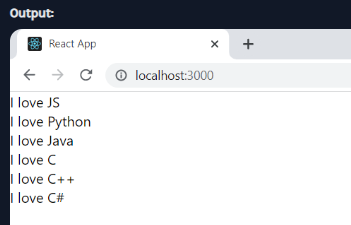 Output:
React App
localhost:3000
I love JS
I love Python
I love Java
I love C
I love C++
I love C#